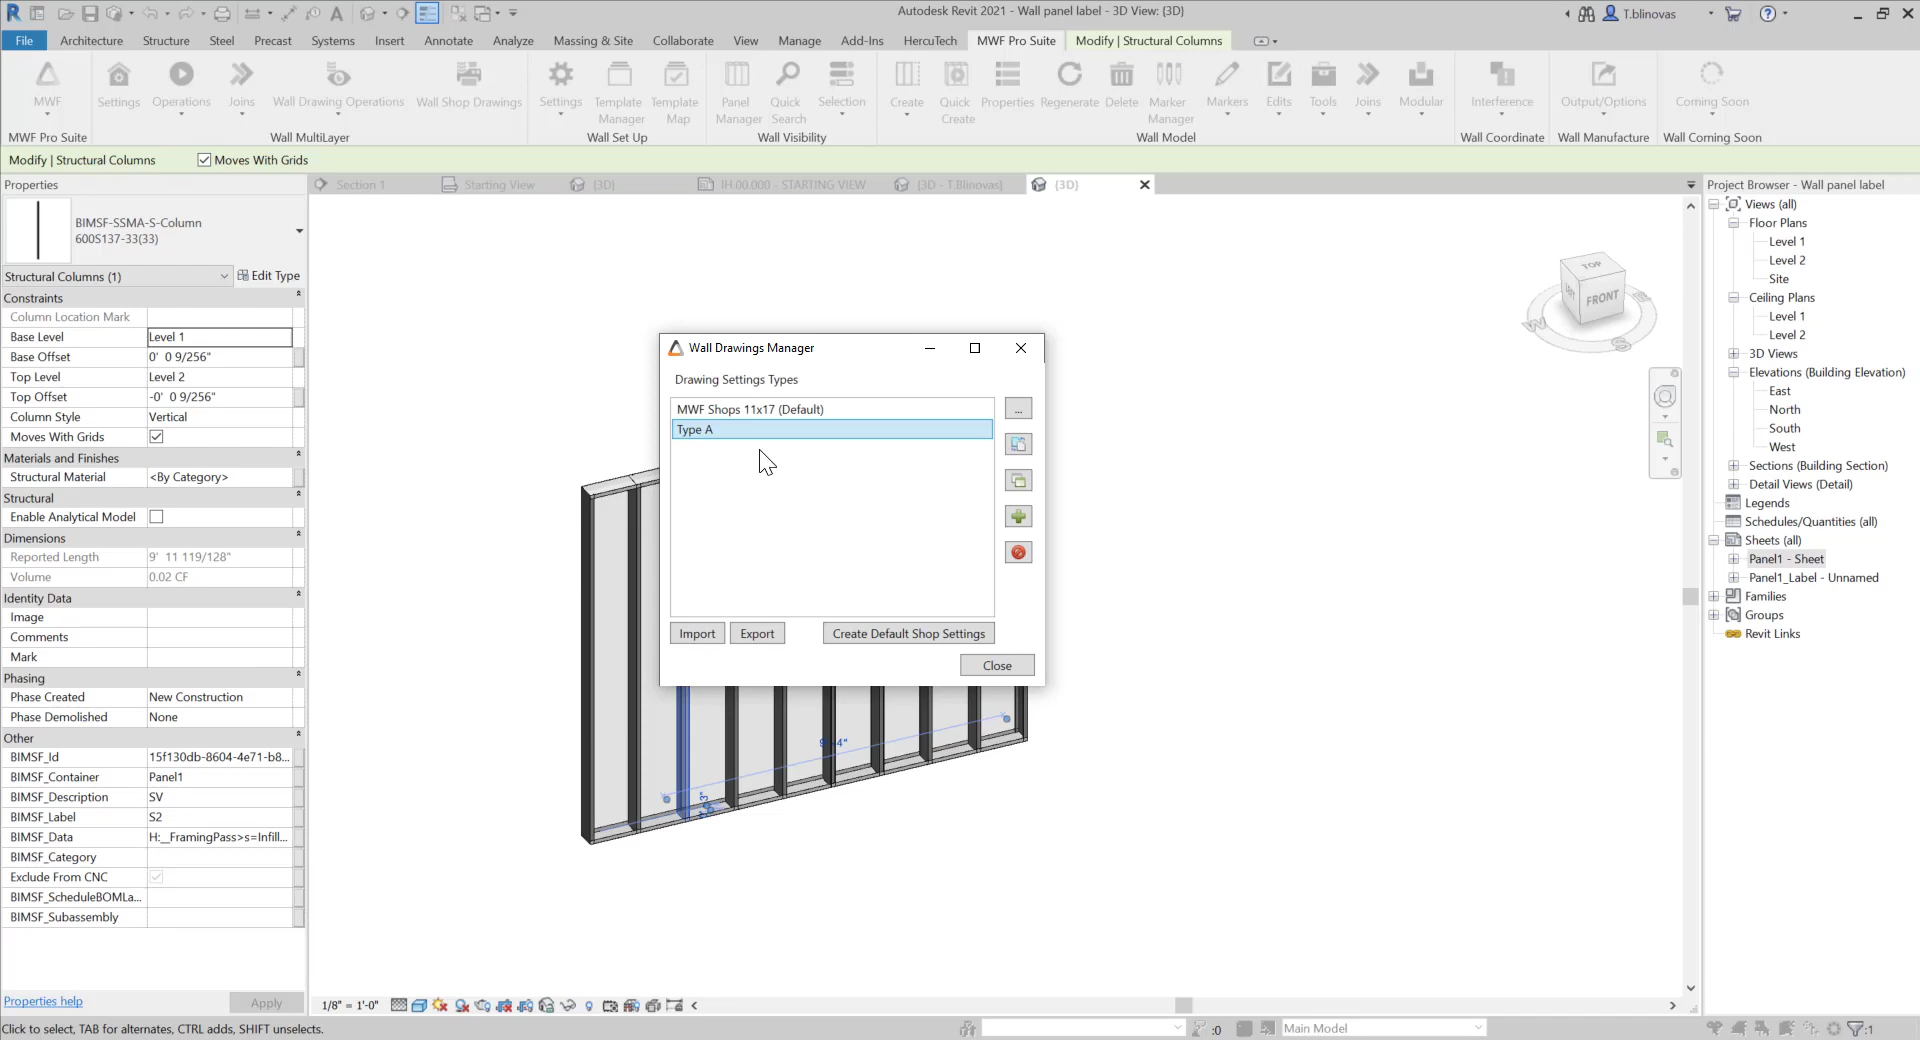 Autodesk Revit 2021 - Wall panel label - 3D View: {3D}
T.blinovas
File Architecture Structure Steel Precast Systems Insert Annotate Analyze Massing & Site Collaborate View Manage Add-Ins HercuTech MWF Pro Suite Modify | Structural Columns
MWF Settings Operations Joins Wall Drawing Operations Wall Shop Drawings Settings Template Manager Template Map Panel Manager Quick Search Selection Create Quick Create Properties Regenerate Delete Marker Manager Markers Edits Tools Joins Modular Interference Output/Options Coming Soon
MWF Pro Suite Wall MultiLayer Wall Set Up Wall Visibility Wall Model Wall Coordinate Wall Manufacture Wall Coming Soon
Modify | Structural Columns Moves With Grids
Properties
BIMSF-SSMA-S-Column
600S137-33(33)
Structural Columns (1) Edit Type
Constraints
Column Location Mark
Base Level Level 1
Base Offset 0' 0 9/256"
Top Level Level 2
Top Offset -0' 0 9/256"
Column Style Vertical
Moves With Grids
Materials and Finishes
Structural Material <By Category>
Structural
Enable Analytical Model
Dimensions
Reported Length 9' 11 119/128"
Volume 0.02 CF
Identity Data
Image
Comments
Mark
Phasing
Phase Created New Construction
Phase Demolished None
Other
BIMSF_Id 15f130db-8604-4e71-b8...
BIMSF_Container Panel1
BIMSF_Description SV
BIMSF_Label S2
BIMSF_Data H:__FramingPass>s=Infill...
BIMSF_Category
Exclude From CNC
BIMSF_ScheduleBOMLa...
BIMSF_Subassembly
Properties help Apply
Section 1 Starting View {3D} IH.00.000 - STARTING VIEW {3D - T.Blinovas} {3D}
TOP
FRONT
W
S
Wall Drawings Manager
Drawing Settings Types
MWF Shops 11x17 (Default)
Type A
...
Import Export Create Default Shop Settings
Close
Project Browser - Wall panel label
Views (all)
Floor Plans
Level 1
Level 2
Site
Ceiling Plans
Level 1
Level 2
3D Views
Elevations (Building Elevation)
East
North
South
West
Sections (Building Section)
Detail Views (Detail)
Legends
Schedules/Quantities (all)
Sheets (all)
Panel1 - Sheet
Panel1_Label - Unnamed
Families
Groups
Revit Links
1/8" = 1'-0"
Click to select, TAB for alternates, CTRL adds, SHIFT unselects.
:0 Main Model :1